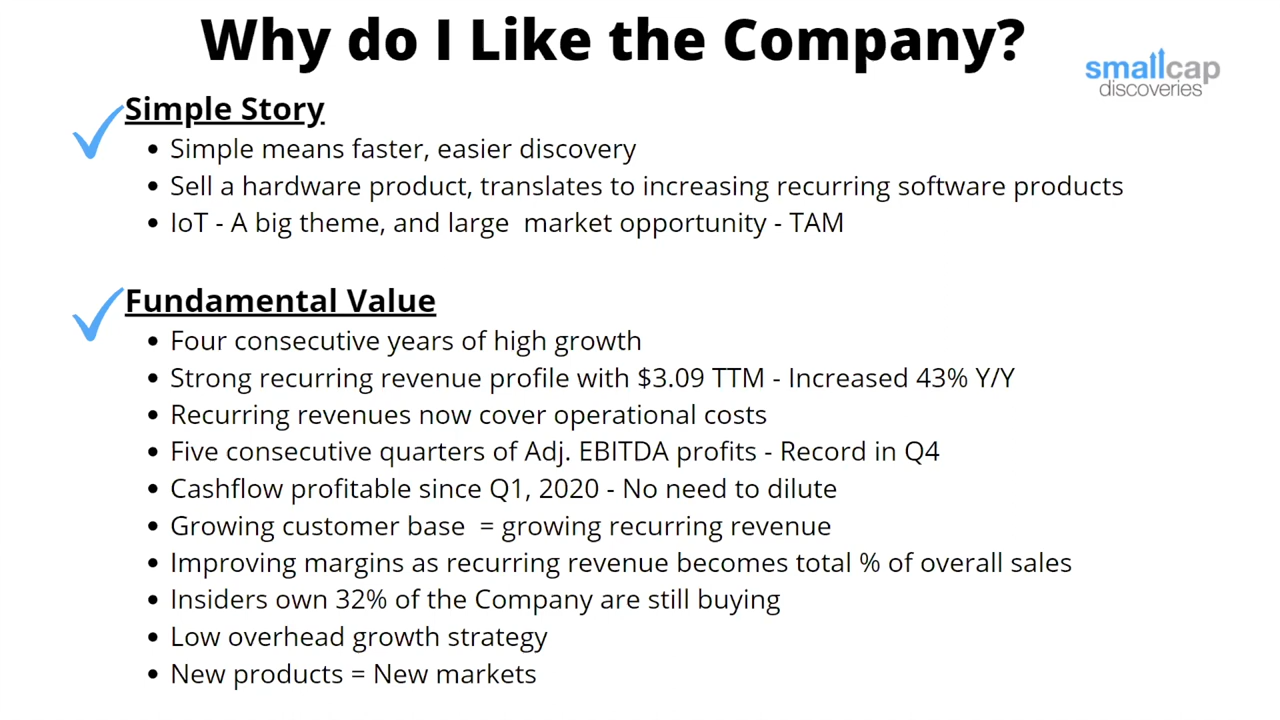 Why do I Like the Company?
smallcap
discoveries
Simple Story
• Simple means faster, easier discovery
• Sell a hardware product, translates to increasing recurring software products
• IoT - A big theme, and large  market opportunity - TAM
Fundamental Value
• Four consecutive years of high growth
• Strong recurring revenue profile with $3.09 TTM - Increased 43% Y/Y
• Recurring revenues now cover operational costs
• Five consecutive quarters of Adj. EBITDA profits - Record in Q4
• Cashflow profitable since Q1, 2020 - No need to dilute
• Growing customer base  = growing recurring revenue
• Improving margins as recurring revenue becomes total % of overall sales
• Insiders own 32% of the Company are still buying
• Low overhead growth strategy
• New products = New markets